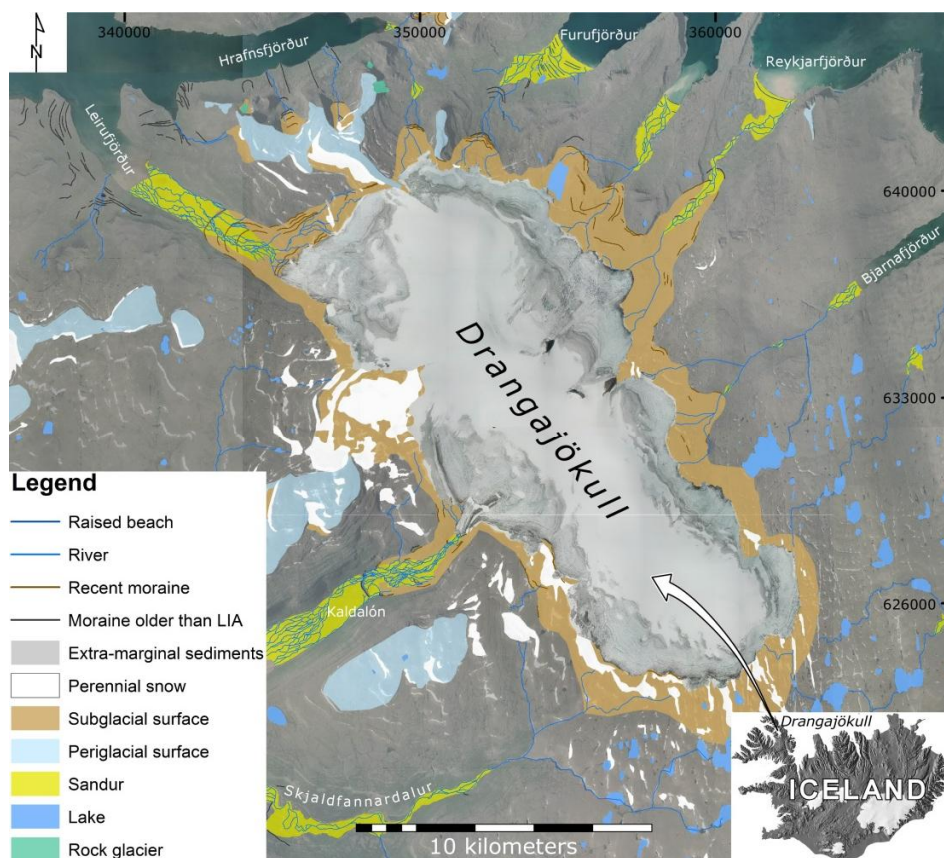 340000
350000
360000
N
Hrafnsfjörður
Furufjörður
Reykjarfjörður
Leirufjörður
640000
Bjarnafjörður
Drangajökull
633000
Legend
Raised beach
River
Recent moraine
Moraine older than LIA
Extra-marginal sediments
Perennial snow
Subglacial surface
Periglacial surface
Sandur
Lake
Rock glacier
Kaldalón
626000
Skjaldfannardalur
10 kilometers
Drangajökull
ICELAND